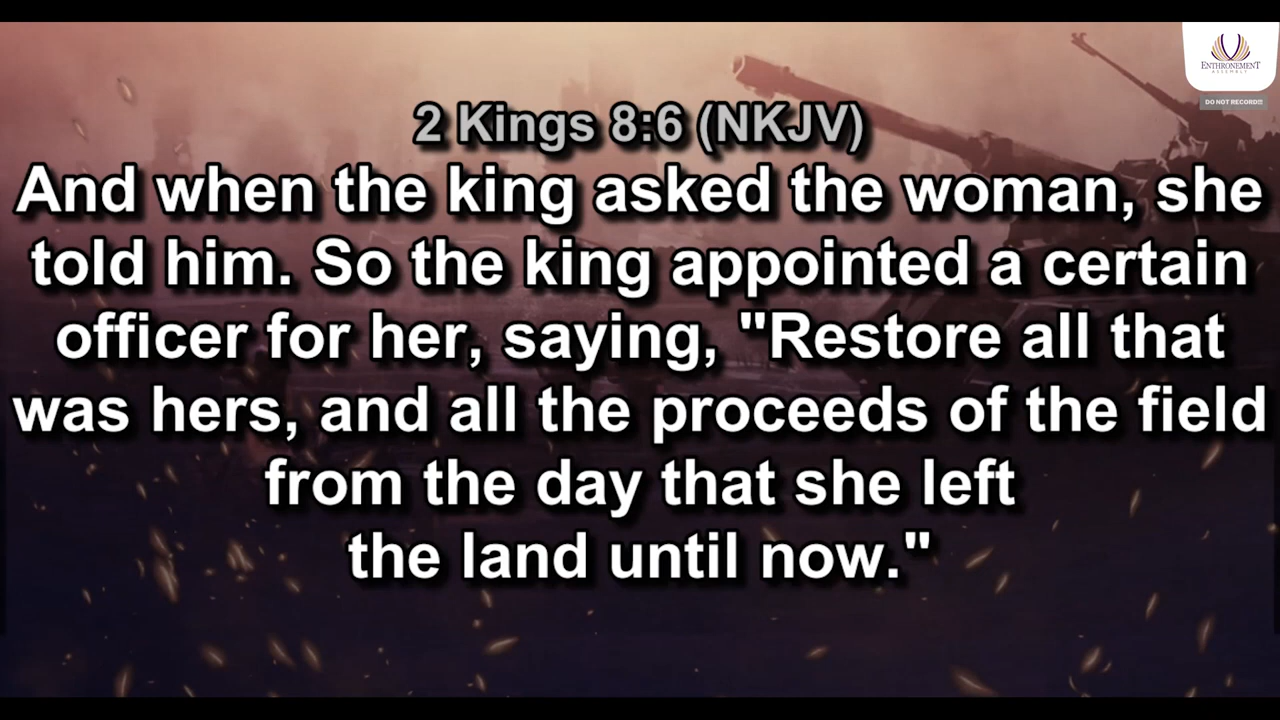 ENTHRONEMENT
ASSEMBLY
DO NOT RECORD!!!
2 Kings 8:6 (NKJV)
And when the king asked the woman, she
told him. So the king appointed a certain
officer for her, saying, "Restore all that
was hers, and all the proceeds of the field
from the day that she left
the land until now."